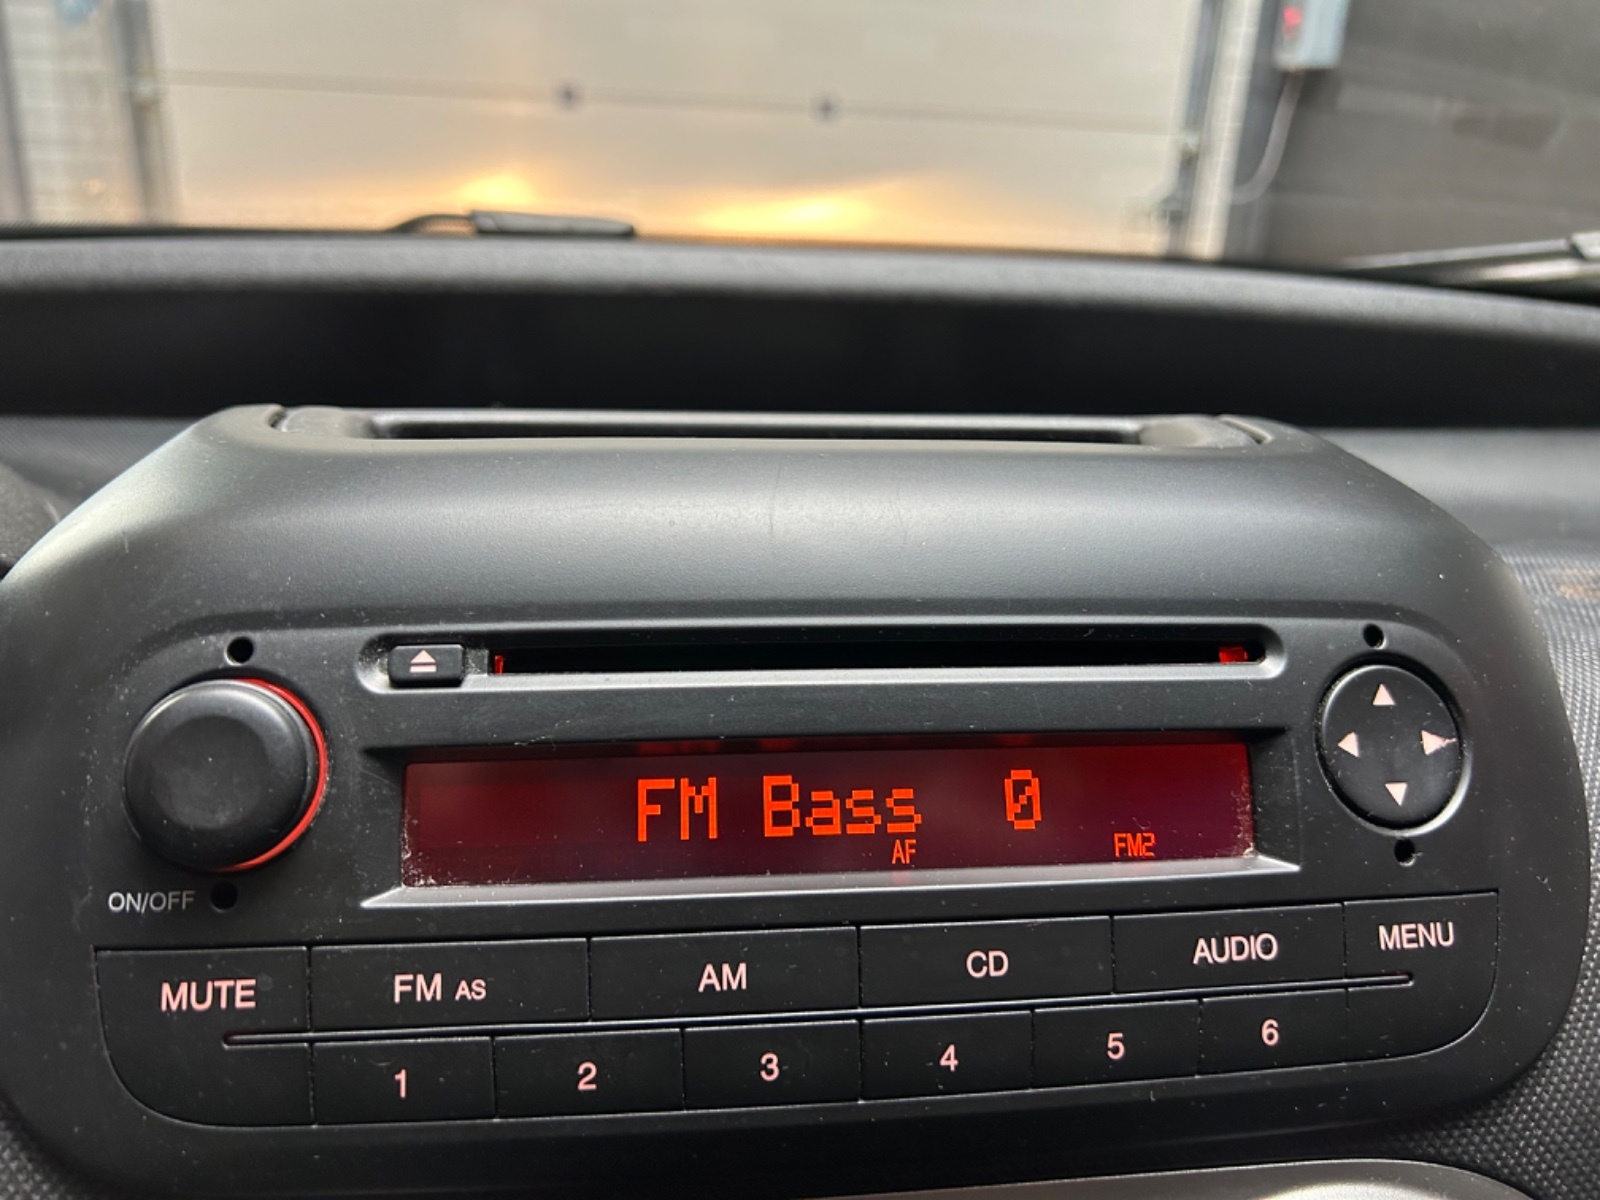 FM Bass 0
AF FM2
ON/OFF
MUTE FM AS AM CD AUDIO MENU
1 2 3 4 5 6